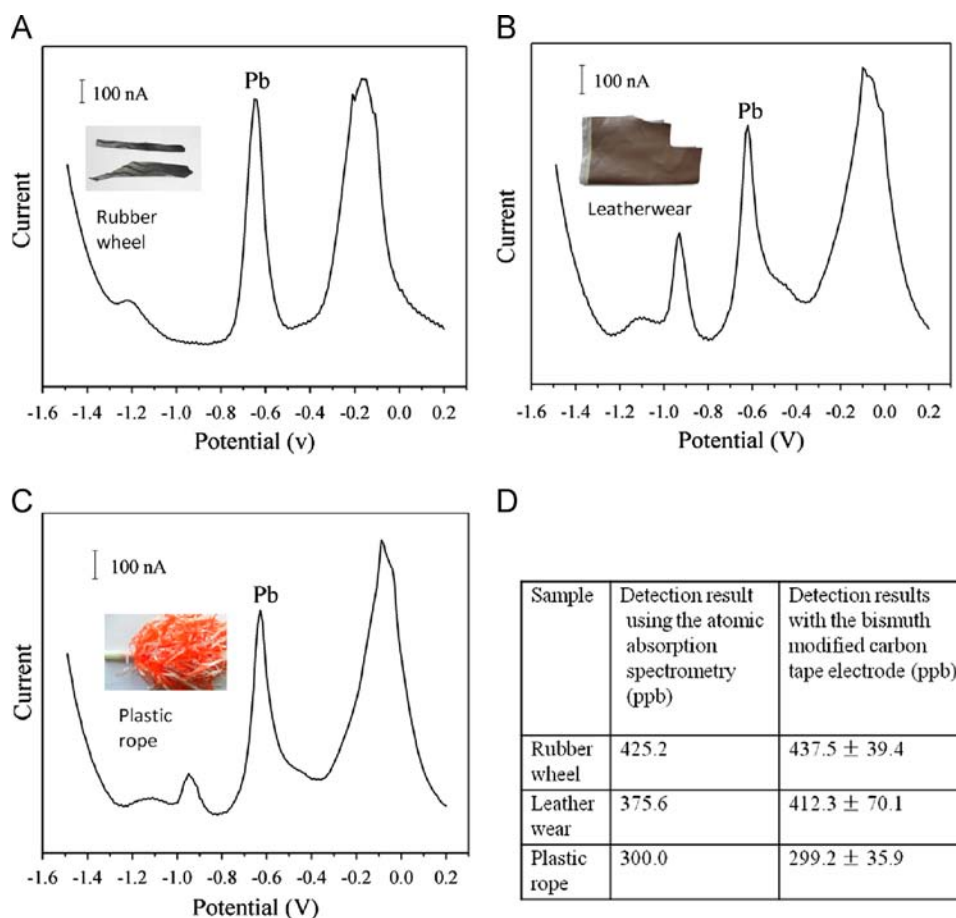 A
100 nA
Pb
Rubber
wheel
Current
-1.6 -1.4 -1.2 -1.0 -0.8 -0.6 -0.4 -0.2 0.0 0.2
Potential (v)
B
100 nA
Pb
Leatherwear
Current
-1.6 -1.4 -1.2 -1.0 -0.8 -0.6 -0.4 -0.2 0.0 0.2
Potential (V)
C
100 nA
Pb
Plastic
rope
Current
-1.6 -1.4 -1.2 -1.0 -0.8 -0.6 -0.4 -0.2 0.0 0.2
Potential (V)
D
Sample Detection result Detection results
using the atomic with the bismuth
absorption modified carbon
spectrometry tape electrode (ppb)
(ppb)
Rubber 425.2 437.5 ± 39.4
wheel
Leather 375.6 412.3 ± 70.1
wear
Plastic 300.0 299.2 ± 35.9
rope